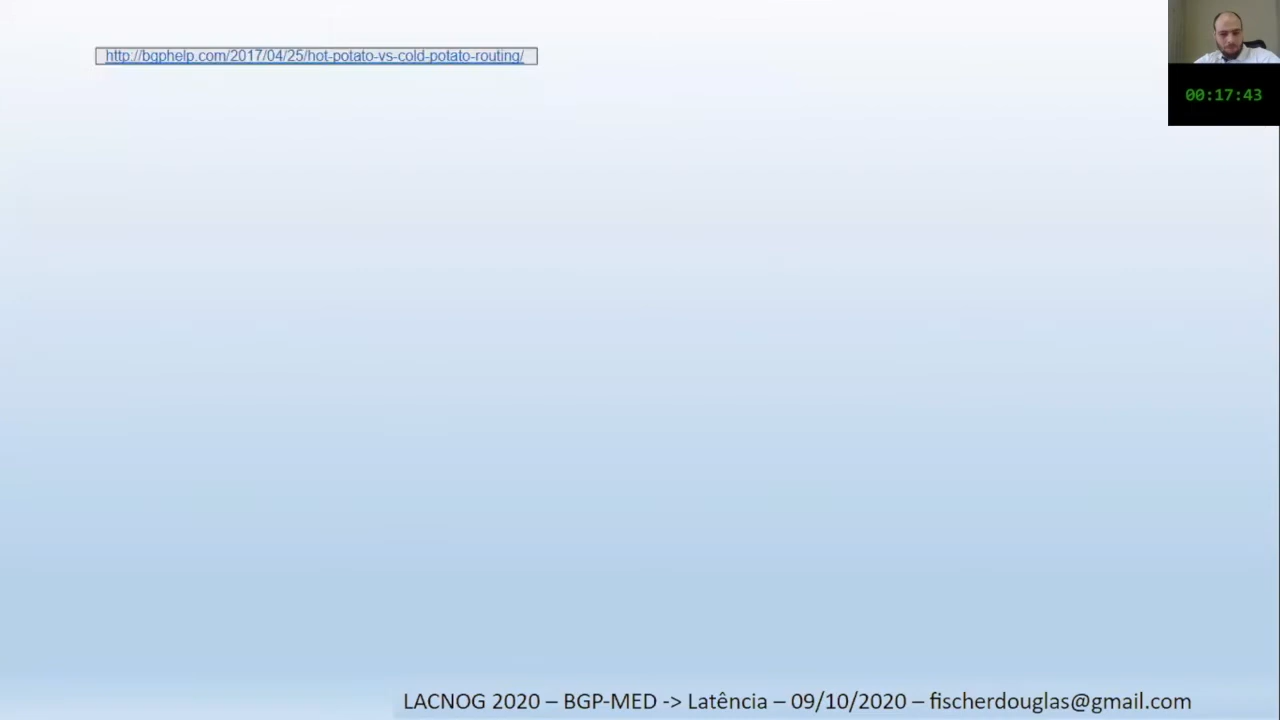 http://bgphelp.com/2017/04/25/hot-potato-vs-cold-potato-routing/
00:17:43
LACNOG 2020 – BGP-MED -> Latência – 09/10/2020 – fischerdouglas@gmail.com